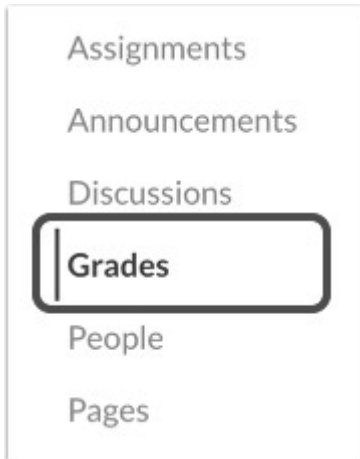 Assignments
Announcements
Discussions
Grades
People
Pages